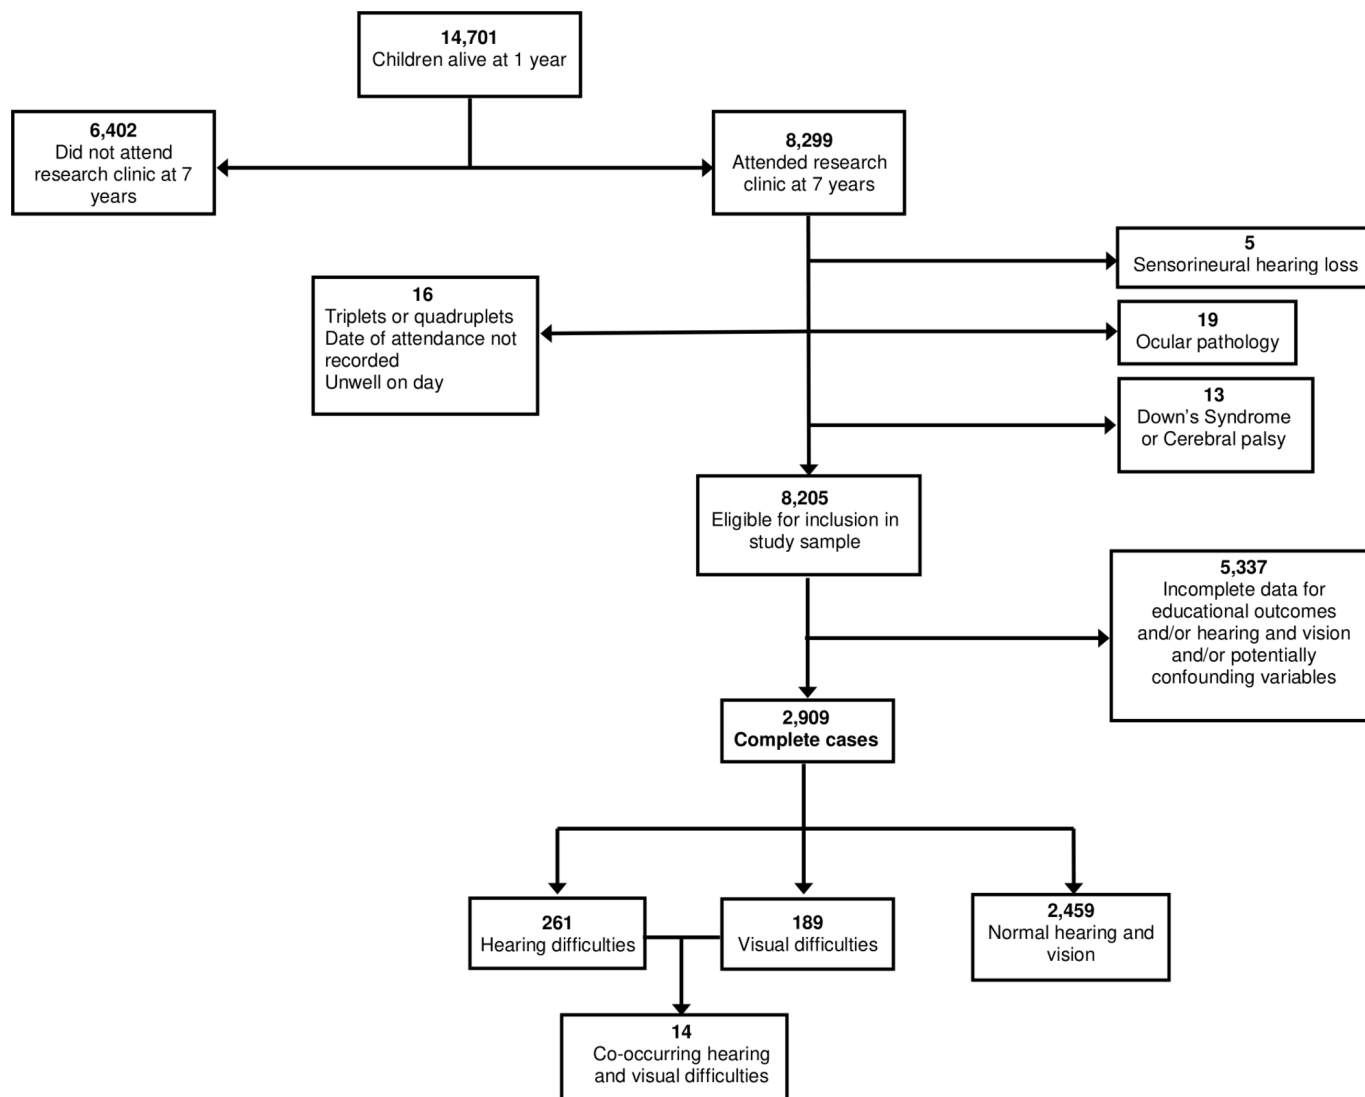 14,701
Children alive at 1 year
6,402
Did not attend
research clinic at 7
years
8,299
Attended research
clinic at 7 years
5
Sensorineural hearing loss
16
Triplets or quadruplets
Date of attendance not
recorded
Unwell on day
19
Ocular pathology
13
Down's Syndrome
or Cerebral palsy
8,205
Eligible for inclusion in
study sample
5,337
Incomplete data for
educational outcomes
and/or hearing and vision
and/or potentially
confounding variables
2,909
Complete cases
261
Hearing difficulties
189
Visual difficulties
2,459
Normal hearing and
vision
14
Co-occurring hearing
and visual difficulties